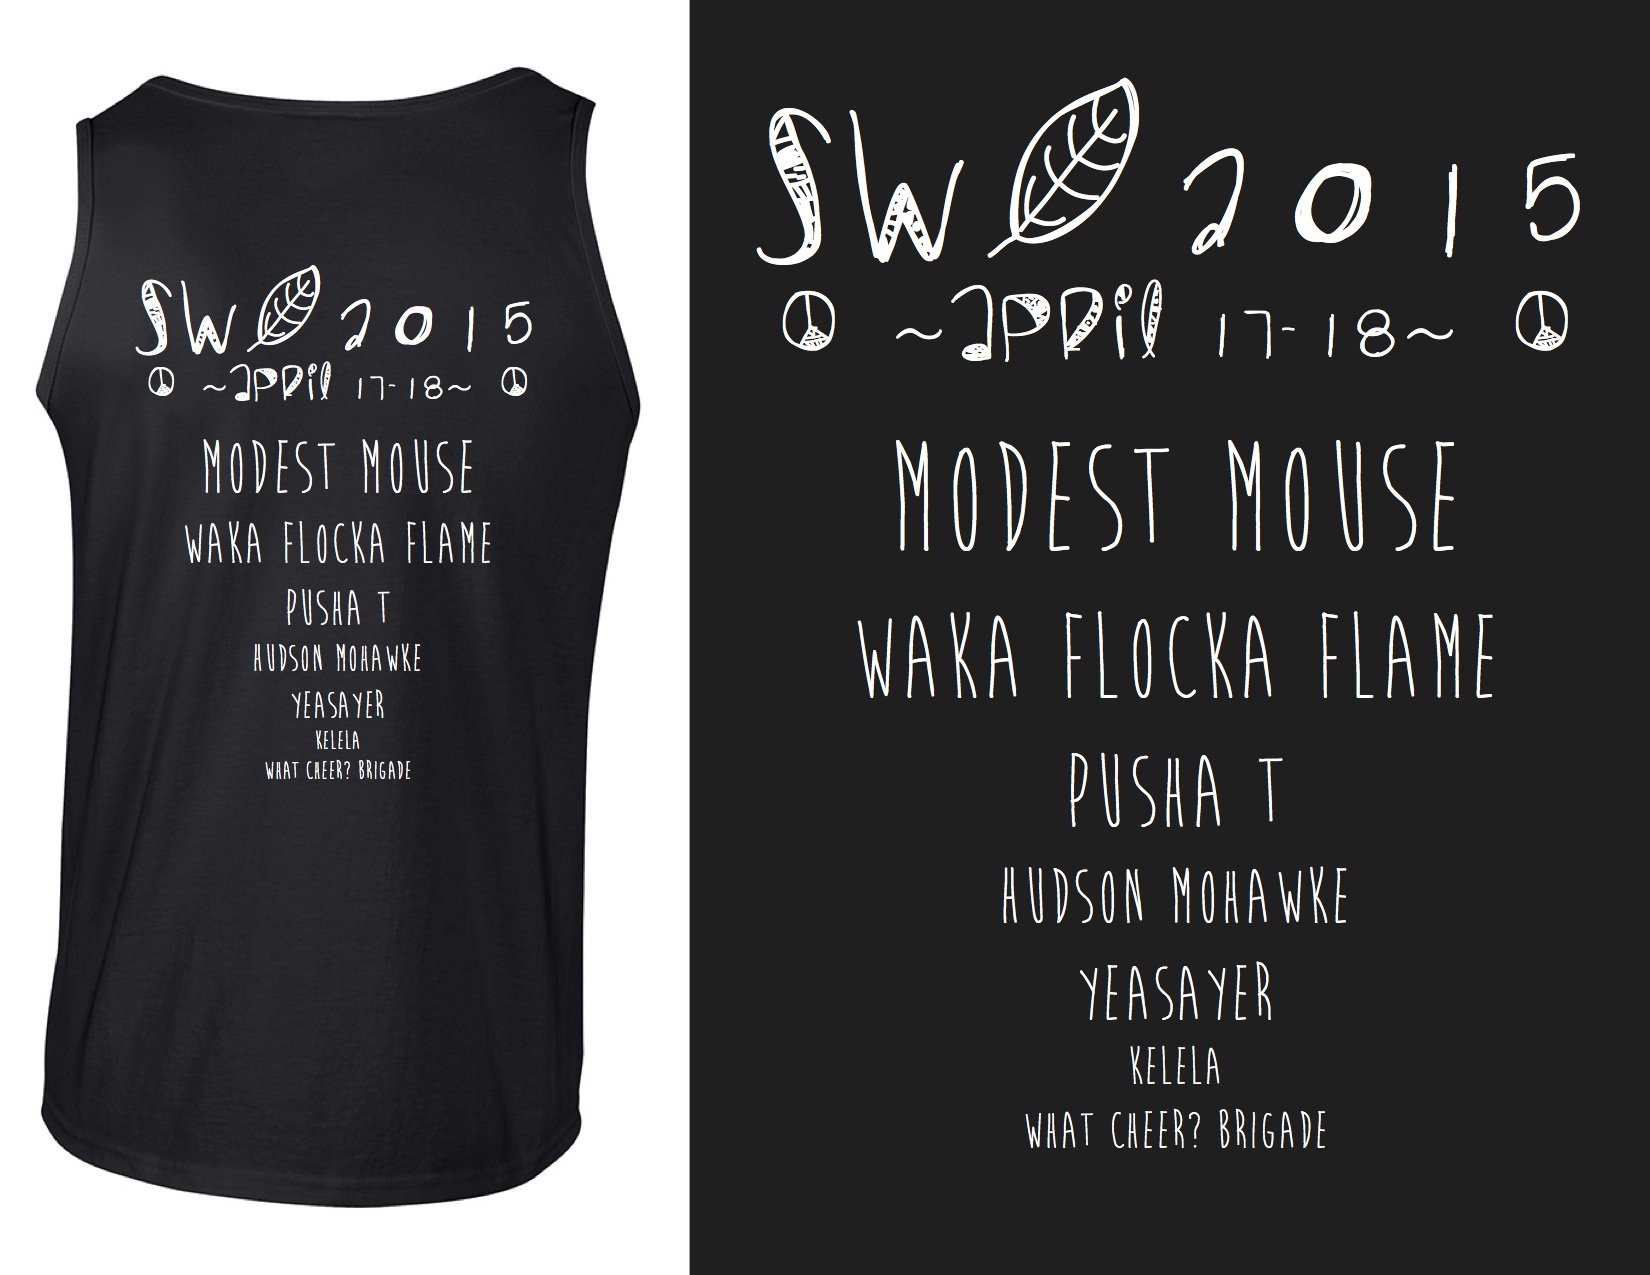 SW 2015
~April 17-18~
MODEST MOUSE
WAKA FLOCKA FLAME
PUSHA T
HUDSON MOHAWKE
YEASAYER
KELELA
WHAT CHEER? BRIGADE
SW 2015
~April 17-18~
MODEST MOUSE
WAKA FLOCKA FLAME
PUSHA T
HUDSON MOHAWKE
YEASAYER
KELELA
WHAT CHEER? BRIGADE